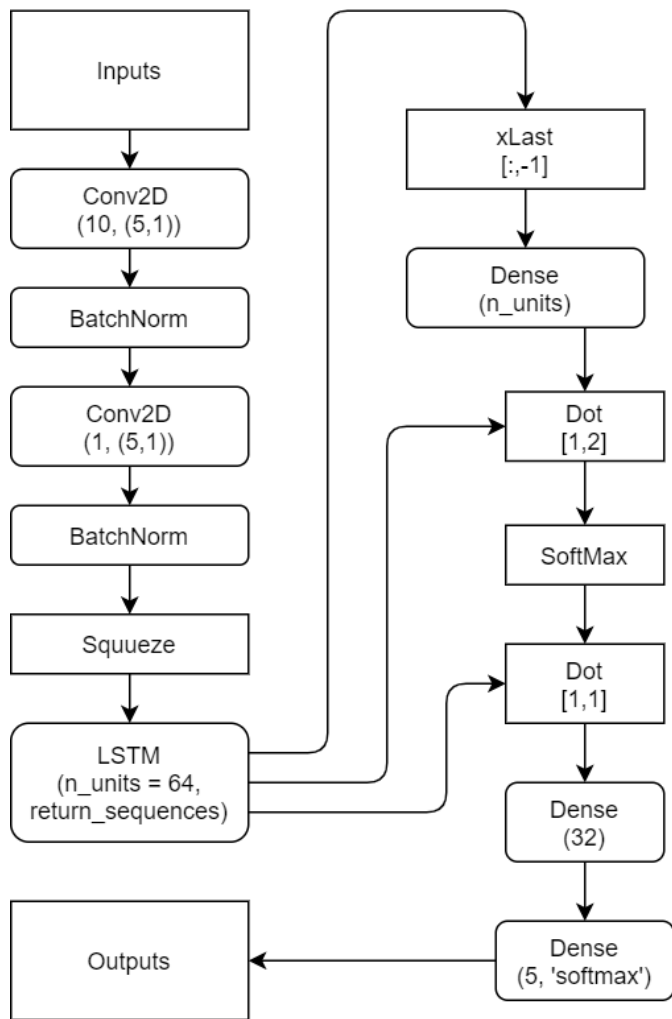 Inputs
Conv2D
(10, (5,1))
BatchNorm
Conv2D
(1, (5,1))
BatchNorm
Squueze
LSTM
(n_units = 64,
return_sequences)
xLast
[:,-1]
Dense
(n_units)
Dot
[1,2]
SoftMax
Dot
[1,1]
Dense
(32)
Dense
(5, 'softmax')
Outputs